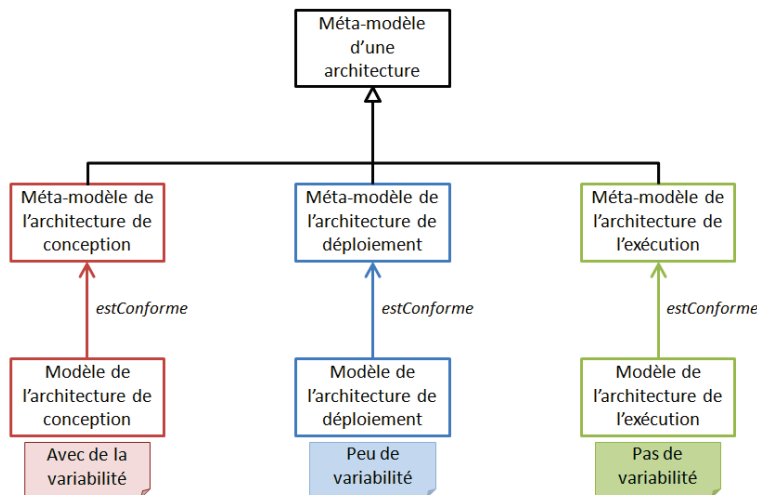 Méta-modèle
d'une
architecture
Méta-modèle de
l'architecture de
conception
Méta-modèle de
l'architecture de
déploiement
Méta-modèle de
l'architecture de
l'exécution
estConforme
estConforme
estConforme
Modèle de
l'architecture de
conception
Modèle de
l'architecture de
déploiement
Modèle de
l'architecture de
l'exécution
Avec de la
variabilité
Peu de
variabilité
Pas de
variabilité